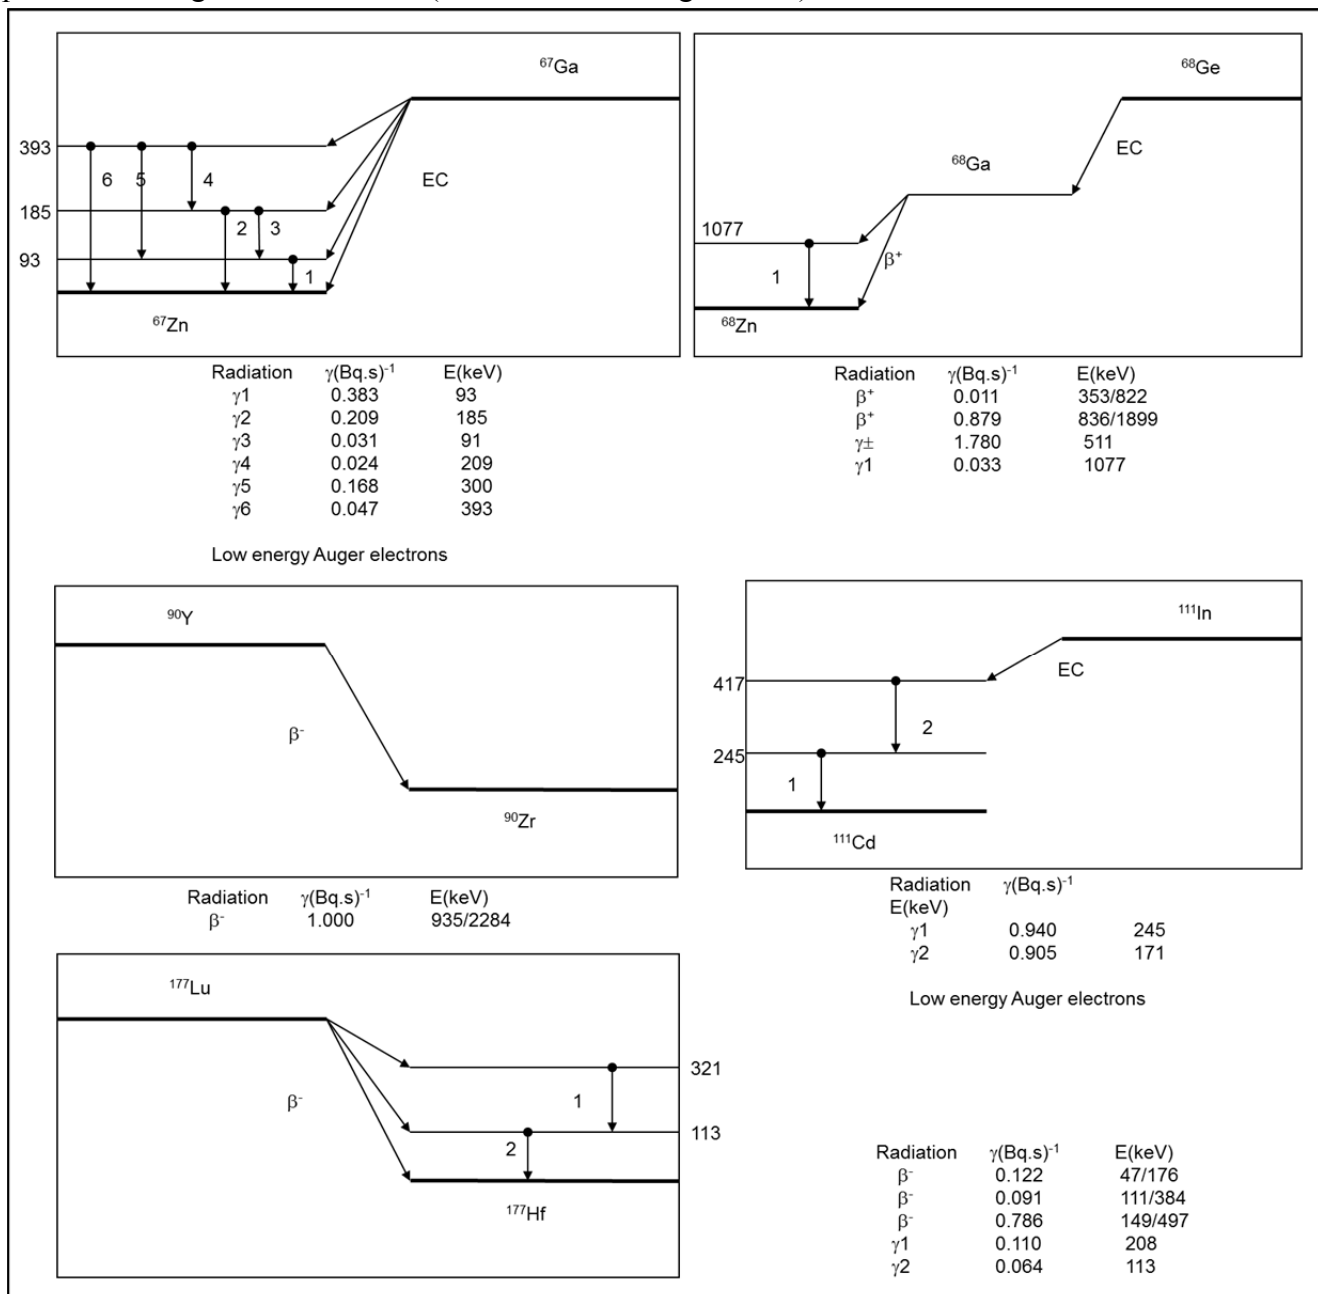 ⁶⁷Ga
393
6 5 4
EC
185
2 3
93
1
⁶⁷Zn
Radiation γ(Bq.s)⁻¹ E(keV)
γ1 0.383 93
γ2 0.209 185
γ3 0.031 91
γ4 0.024 209
γ5 0.168 300
γ6 0.047 393
Low energy Auger electrons
⁶⁸Ge
EC
⁶⁸Ga
1077
β⁺
1
⁶⁸Zn
Radiation γ(Bq.s)⁻¹ E(keV)
β⁺ 0.011 353/822
β⁺ 0.879 836/1899
γ± 1.780 511
γ1 0.033 1077
⁹⁰Y
β⁻
⁹⁰Zr
Radiation γ(Bq.s)⁻¹ E(keV)
β⁻ 1.000 935/2284
¹¹¹In
EC
417
2
245
1
¹¹¹Cd
Radiation γ(Bq.s)⁻¹
E(keV)
γ1 0.940 245
γ2 0.905 171
Low energy Auger electrons
¹⁷⁷Lu
321
β⁻
1
113
2
¹⁷⁷Hf
Radiation γ(Bq.s)⁻¹ E(keV)
β⁻ 0.122 47/176
β⁻ 0.091 111/384
β⁻ 0.786 149/497
γ1 0.110 208
γ2 0.064 113